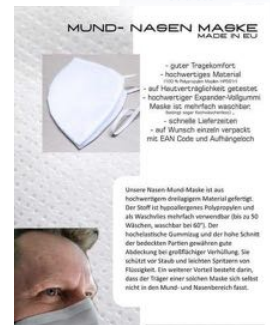 MUND- NASEN MASKE
MADE IN EU
- guter Tragekomfort
- hochwertiges Material
(100 % Polypropylen Medien
- auf Hautverträglichkeit getestet
- hochwertiger Expander-Vollgummi
Maske ist mehrfach waschbar,
- schnelle Lieferzeiten
- auf Wunsch einzeln verpackt
mit EAN Code und Aufhängeloch
Unsere Nasen-Mund-Maske ist aus
hochwertigem dreilagigem Material gefertigt.
Der Stoff ist hypoallergenes Polypropylen und
als Waschvlies mehrfach verwendbar (bis zu 50
Wäschen, waschbar bei 60°). Der
hochelastische Gummizug und der hohe Schnitt
der bedeckten Partien gewähren gute
Abdeckung bei großflächiger Verhüllung. Sie
schützt vor Staub und leichten Spritzern von
Flüssigkeit. Ein weiterer Vorteil besteht darin,
dass der Träger einer solchen Maske sich selbst
nicht in den Mund- und Nasenbereich fasst.